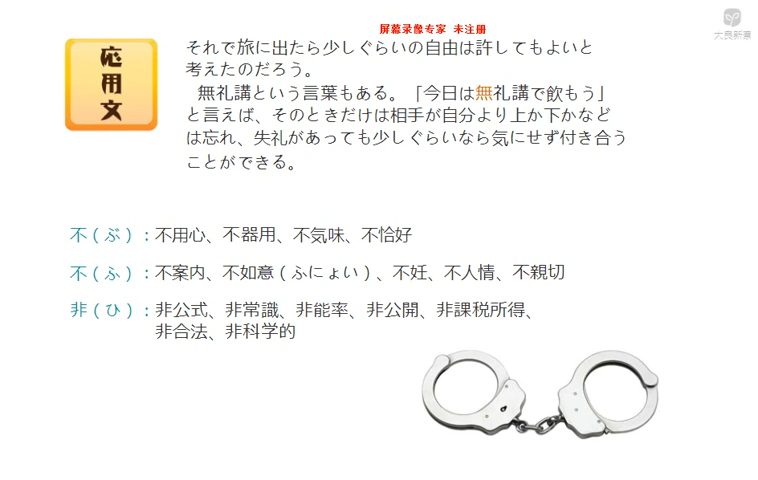 屏幕录像专家 未注册
大良新意
応用文
それで旅に出たら少しぐらいの自由は許してもよいと
考えたのだろう。
無礼講という言葉もある。「今日は無礼講で飲もう」
と言えば、そのときだけは相手が自分より上か下かなど
は忘れ、失礼があっても少しぐらいなら気にせず付き合う
ことができる。
不（ぶ）：不用心、不器用、不気味、不恰好
不（ふ）：不案内、不如意（ふにょい）、不妊、不人情、不親切
非（ひ）：非公式、非常識、非能率、非公開、非課税所得、
非合法、非科学的